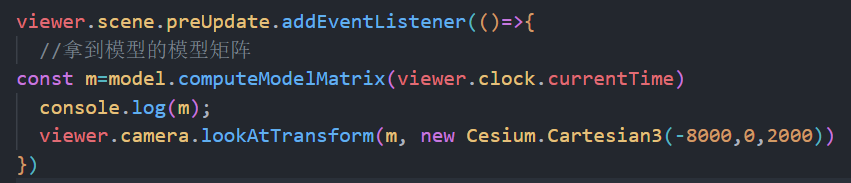 viewer.scene.preUpdate.addEventListener(()=>{
//拿到模型的模型矩阵
const m=model.computeModelMatrix(viewer.clock.currentTime)
console.log(m);
viewer.camera.lookAtTransform(m, new Cesium.Cartesian3(-8000,0,2000))
})